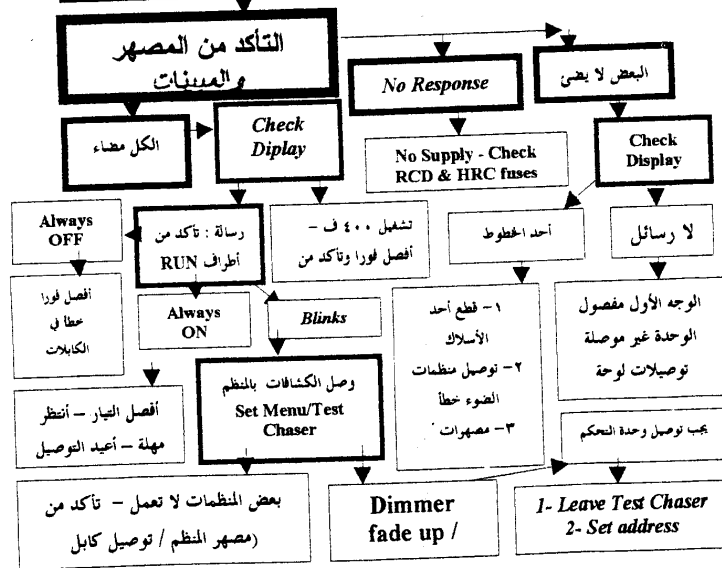 التأكد من المصهر
والمبينات
No Response
البعض لا يضئ
الكل مضاء
Check
Diplay
No Supply - Check
RCD & HRC fuses
Check
Display
Always
OFF
رسالة : تأكد من
أطراف RUN
تشغيل ٤٠٠ ف –
أفصل فورا وتأكد من
أحد الخطوط
لا رسائل
أفصل فورا
خطأ في
الكابلات
Always
ON
Blinks
١– قطع أحد
الأسلاك
٢– توصيل منظمات
الضوء خطأ
٣– مصهرات
الوجه الأول مفصول
الوحدة غير موصلة
توصيلات لوحة
أفصل التيار – أنتظر
مهلة – أعيد التوصيل
وصل الكشافات بالمنظم
Set Menu/Test
Chaser
يجب توصيل وحدة التحكم
بعض المنظمات لا تعمل – تأكد من
(مصهر المنظم / توصيل كابل
Dimmer
fade up /
1- Leave Test Chaser
2- Set address